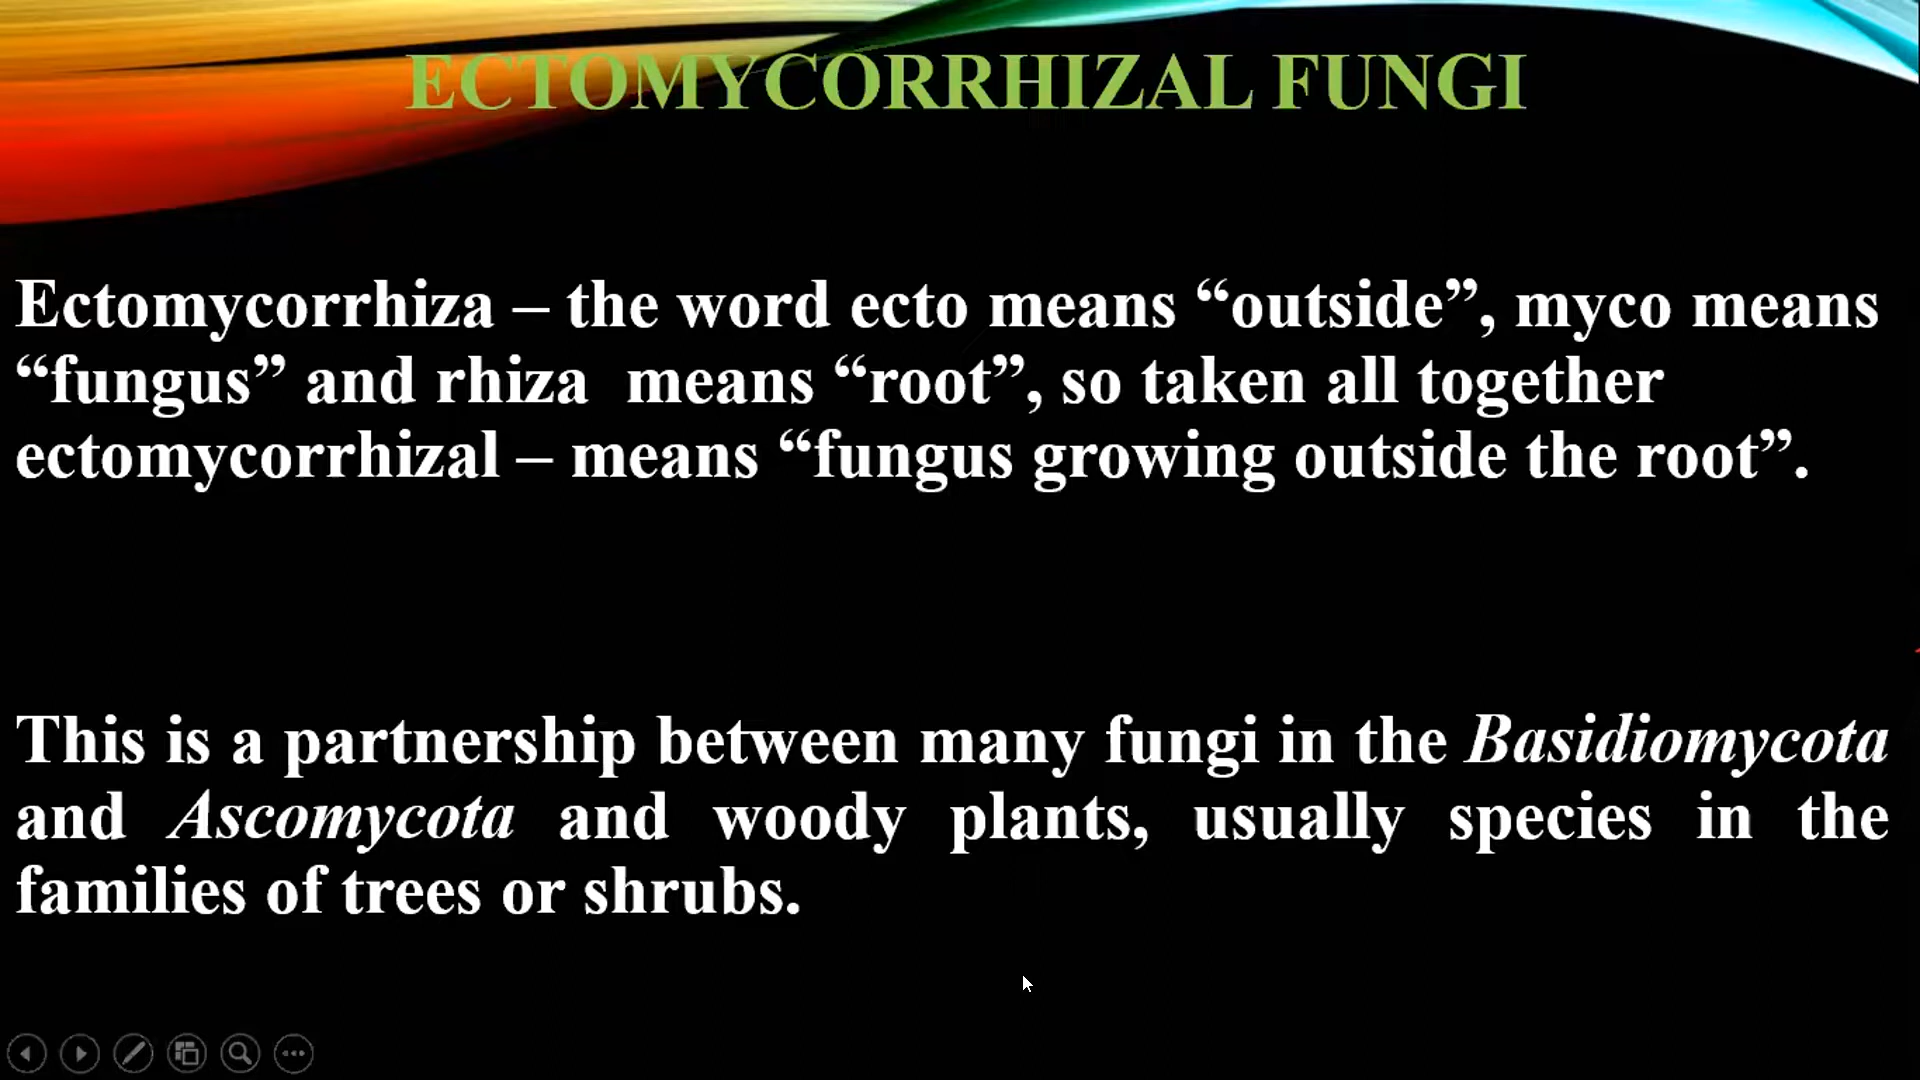 ECTOMYCORRHIZAL FUNGI
Ectomycorrhiza – the word ecto means “outside”, myco means
“fungus” and rhiza  means “root”, so taken all together
ectomycorrhizal – means “fungus growing outside the root”.
This is a partnership between many fungi in the Basidiomycota
and Ascomycota and woody plants, usually species in the
families of trees or shrubs.